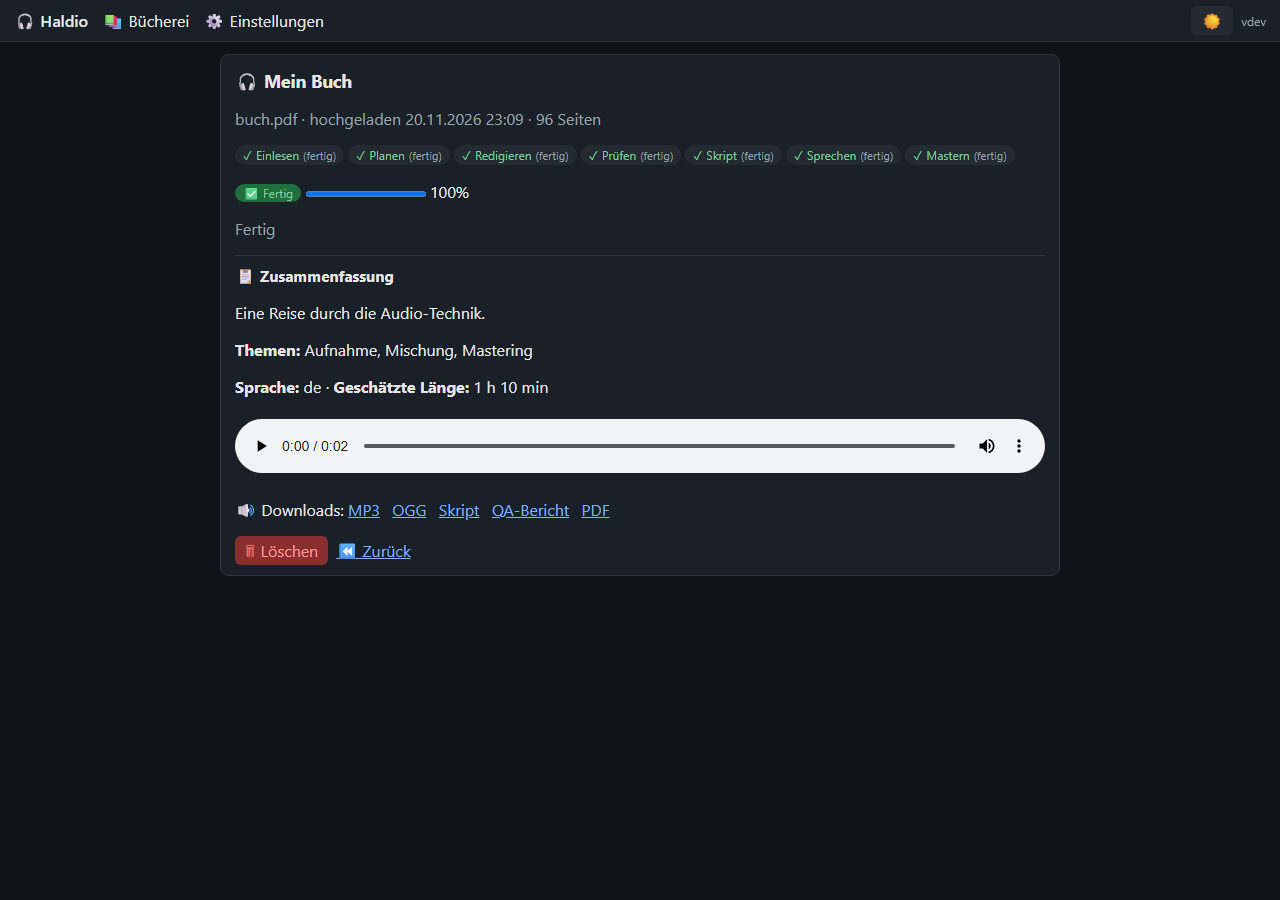 🎧 Haldio 📚 Bücherei ⚙️ Einstellungen vdev
🎧 Mein Buch
buch.pdf · hochgeladen 20.11.2026 23:09 · 96 Seiten
✓ Einlesen (fertig) ✓ Planen (fertig) ✓ Redigieren (fertig) ✓ Prüfen (fertig) ✓ Skript (fertig) ✓ Sprechen (fertig) ✓ Mastern (fertig)
✅ Fertig 100%
Fertig
📋 Zusammenfassung
Eine Reise durch die Audio-Technik.
Themen: Aufnahme, Mischung, Mastering
Sprache: de · Geschätzte Länge: 1 h 10 min
0:00 / 0:02
🔊 Downloads: MP3 OGG Skript QA-Bericht PDF
🗑 Löschen ⏪ Zurück